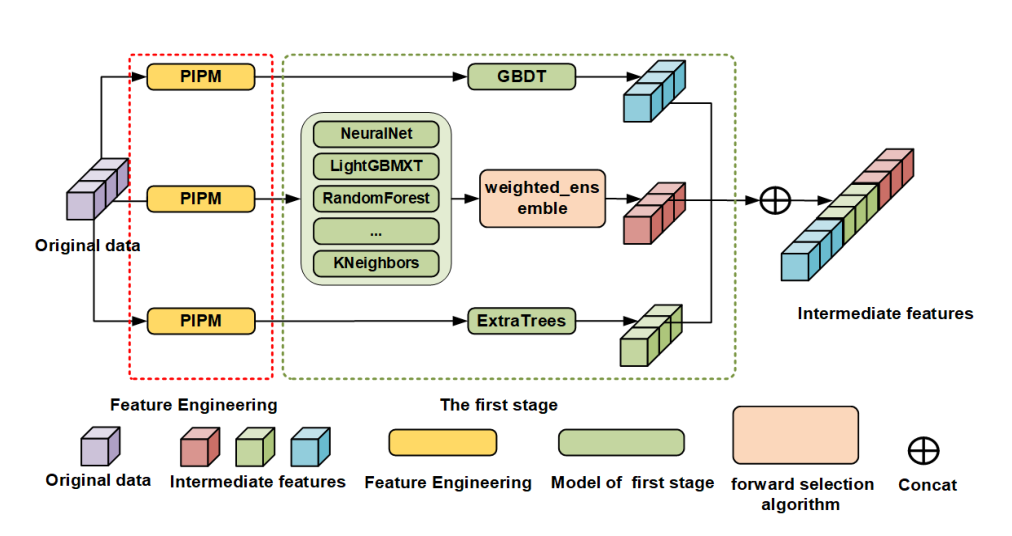 PIPM
GBDT
NeuralNet
LightGBMXT
PIPM
RandomForest
...
KNeighbors
weighted_ens
emble
Original data
PIPM
ExtraTrees
Intermediate features
Feature Engineering
The first stage
Original data
Intermediate features
Feature Engineering
Model of first stage
forward selection
algorithm
Concat